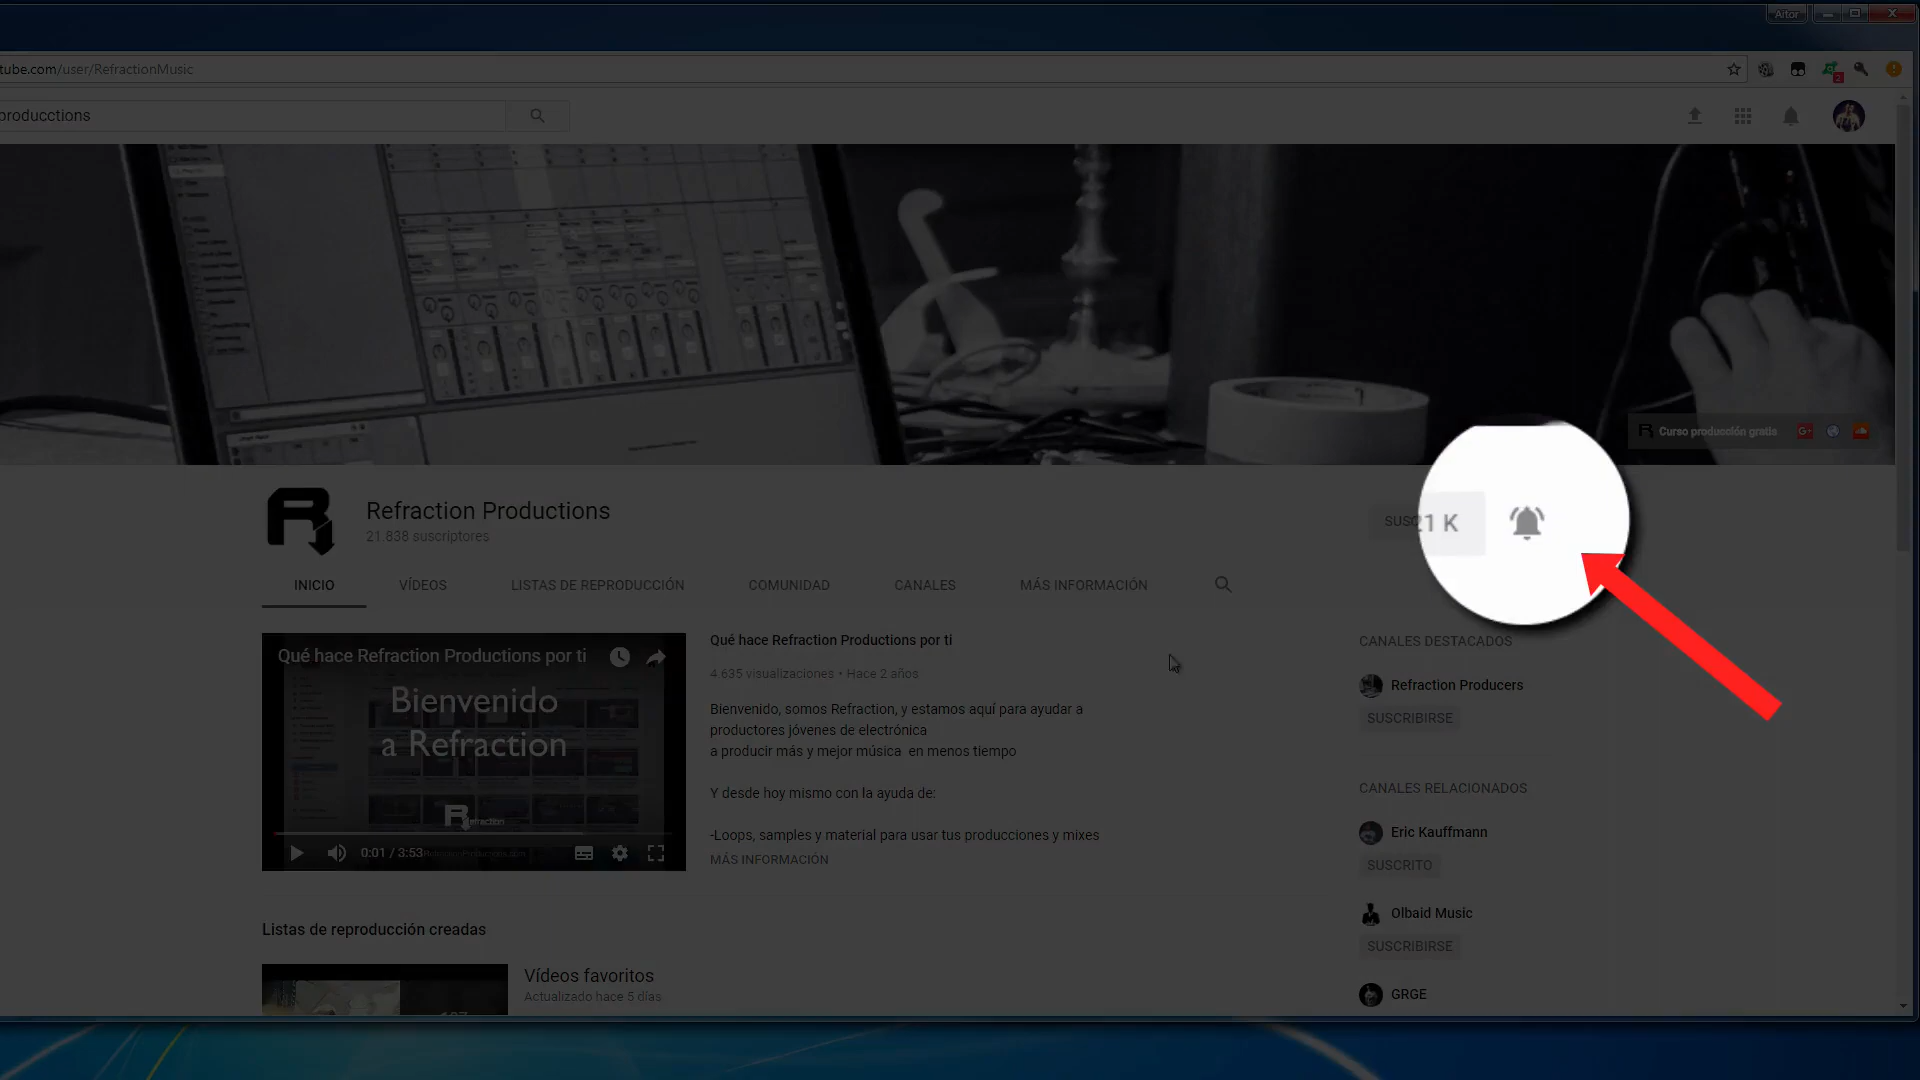 Aitor
tube.com/user/RefractionMusic
2
producctions
Curso producción gratis
G+
Refraction Productions
21.838 suscriptores
SUSC
21 K
INICIO
VÍDEOS
LISTAS DE REPRODUCCIÓN
COMUNIDAD
CANALES
MÁS INFORMACIÓN
Qué hace Refraction Productions por ti
Bienvenido
a Refraction
0:01 / 3:53
Qué hace Refraction Productions por ti
4 635 visualizaciones • Hace 2 años
Bienvenido, somos Refraction, y estamos aquí para ayudar a
productores jóvenes de electrónica
a producir más y mejor música en menos tiempo
Y desde hoy mismo con la ayuda de:
-Loops, samples y material para usar tus producciones y mixes
MÁS INFORMACIÓN
CANALES DESTACADOS
Refraction Producers
SUSCRIBIRSE
CANALES RELACIONADOS
Eric Kauffmann
SUSCRITO
Olbaid Music
SUSCRIBIRSE
GRGE
Listas de reproducción creadas
Vídeos favoritos
Actualizado hace 5 días